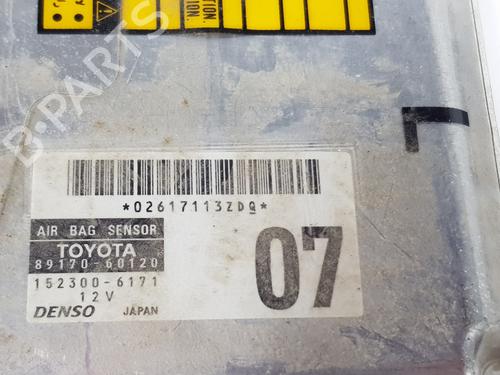 *02617113ZDQ*
AIR BAG SENSOR
TOYOTA
89170-60120
152300-6171
12V
DENSO JAPAN
07
B-PARTS